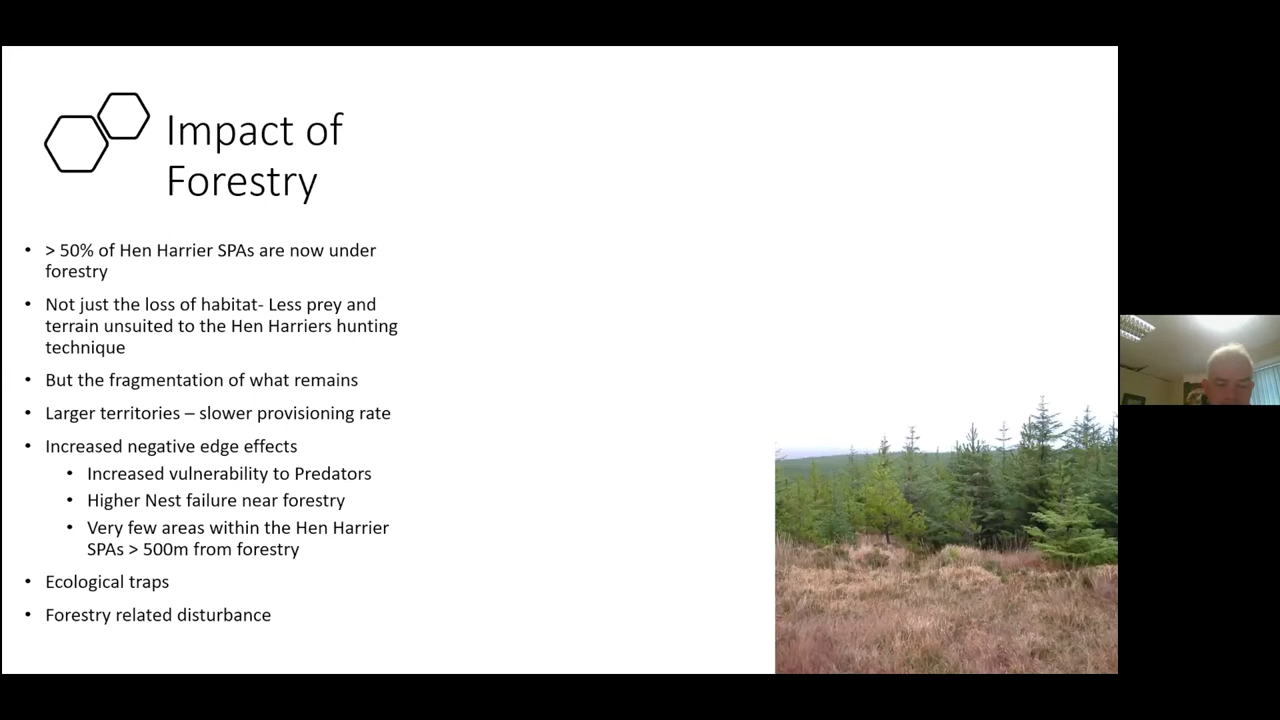 Impact of
Forestry
• > 50% of Hen Harrier SPAs are now under
forestry
• Not just the loss of habitat- Less prey and
terrain unsuited to the Hen Harriers hunting
technique
• But the fragmentation of what remains
• Larger territories – slower provisioning rate
• Increased negative edge effects
• Increased vulnerability to Predators
• Higher Nest failure near forestry
• Very few areas within the Hen Harrier
SPAs > 500m from forestry
• Ecological traps
• Forestry related disturbance